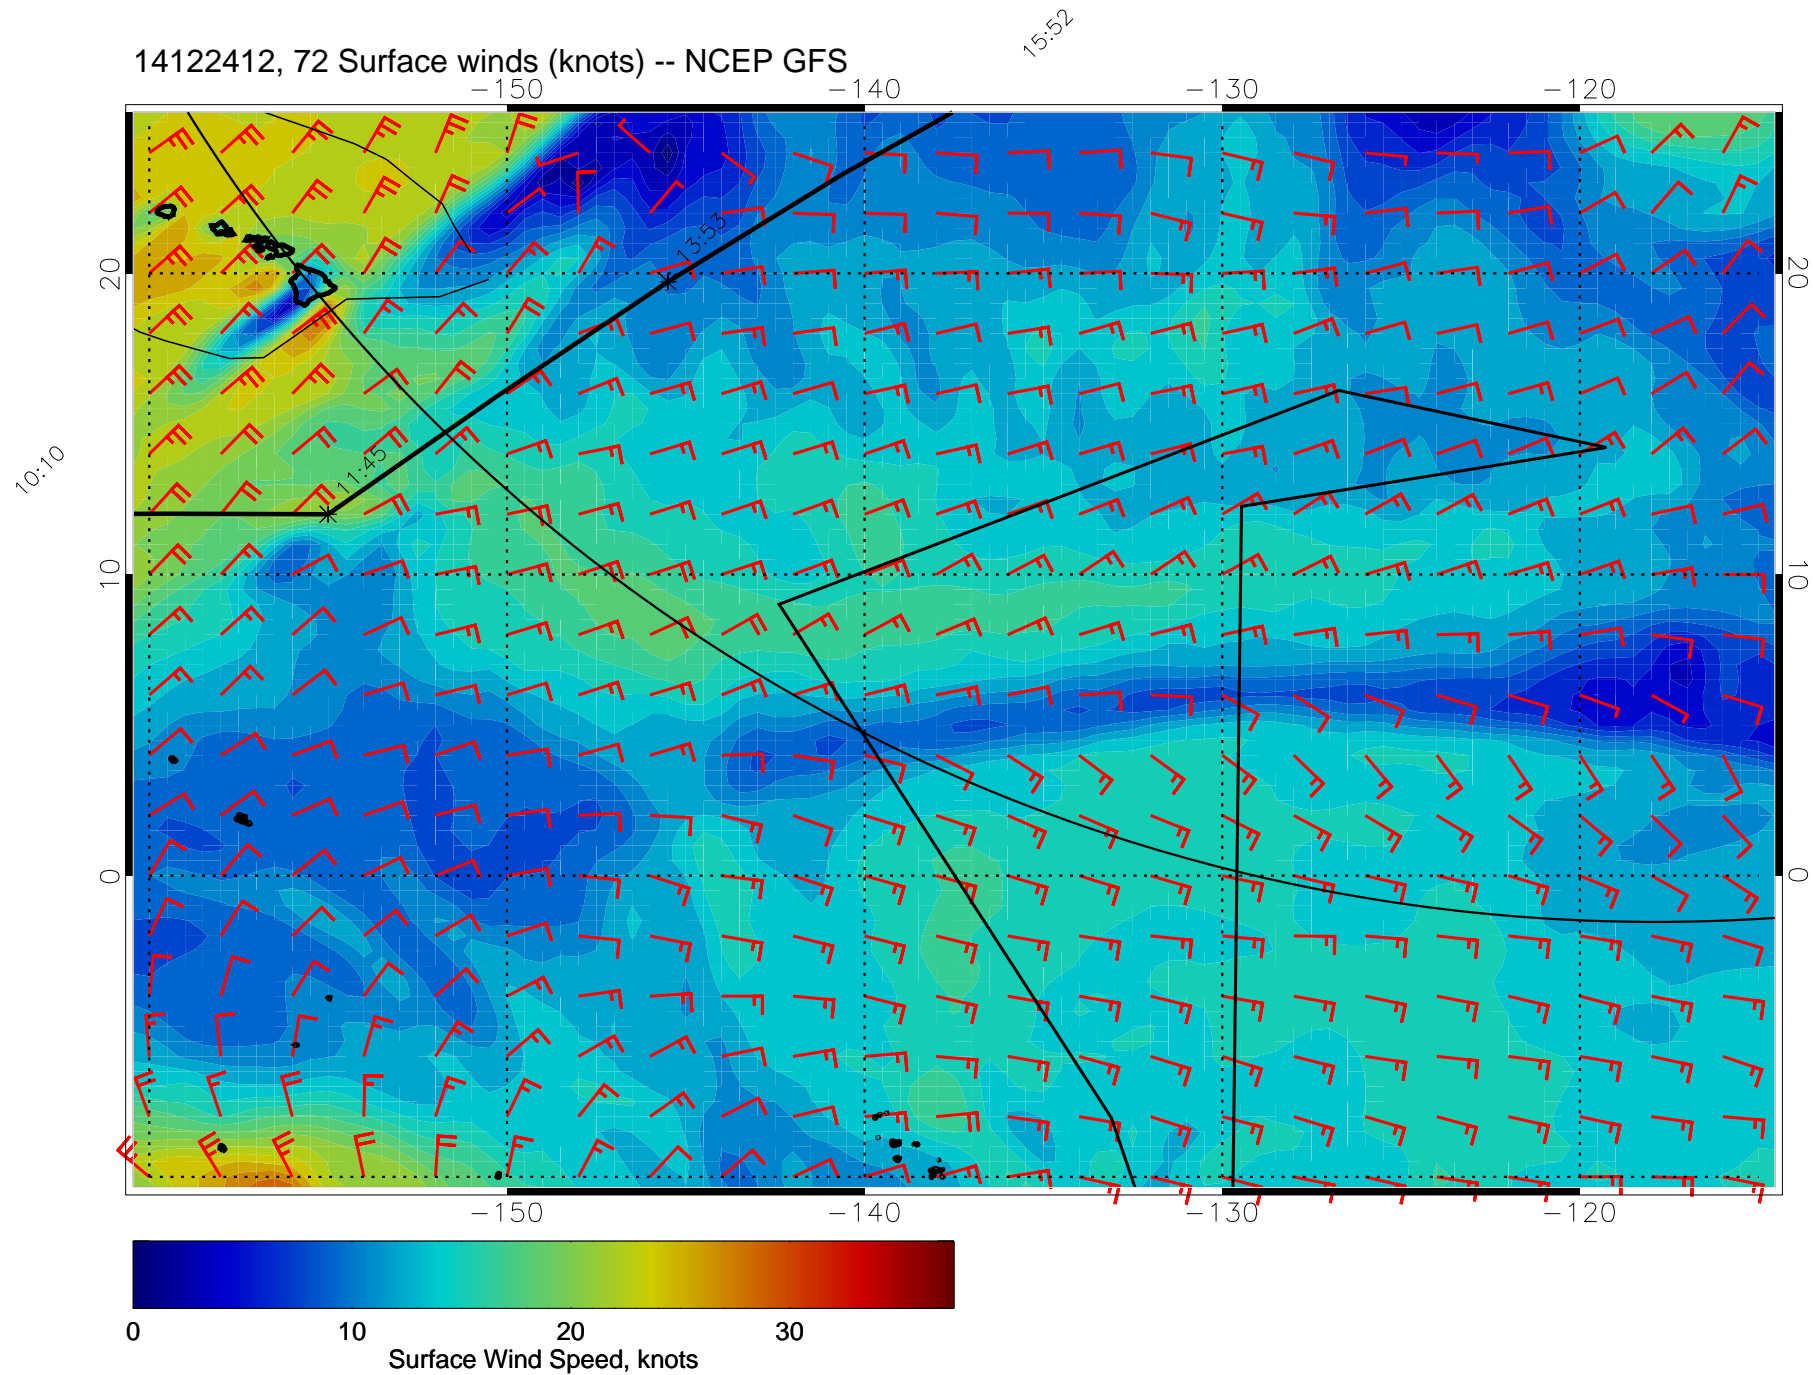 15:52
14122412, 72 Surface winds (knots) -- NCEP GFS
-150 -140 -130 -120
13:53
20 20
11:45
10:10
10 10
0 0
-150 -140 -130 -120
0 10 20 30
Surface Wind Speed, knots